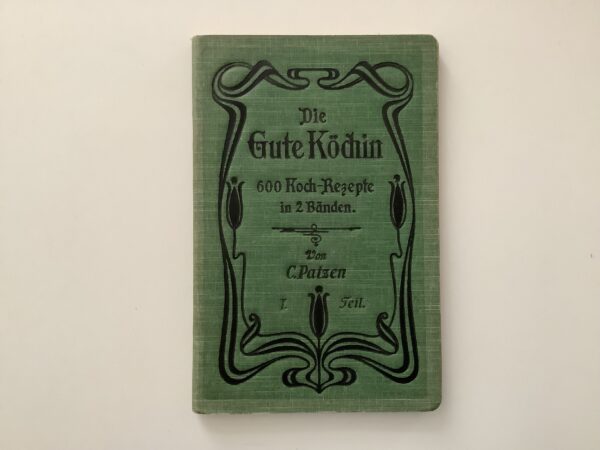 Die
Gute Köchin
600 Koch-Rezepte
in 2 Bänden.
Von
C. Patzen
I. Teil.